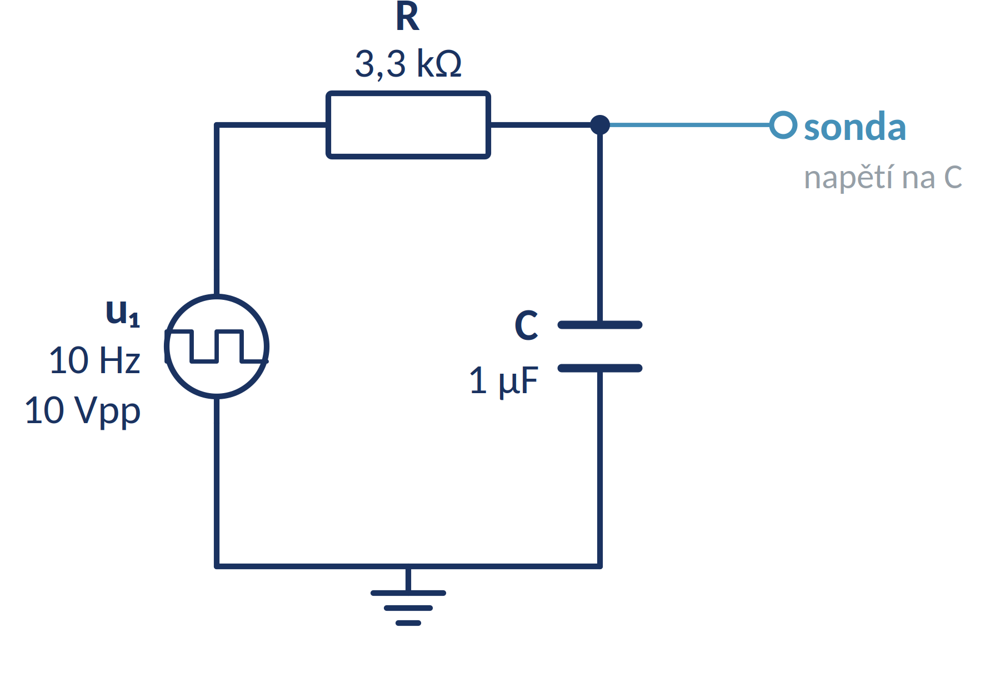 R
3,3 kΩ
sonda
napětí na C
u₁
10 Hz
10 Vpp
C
1 µF